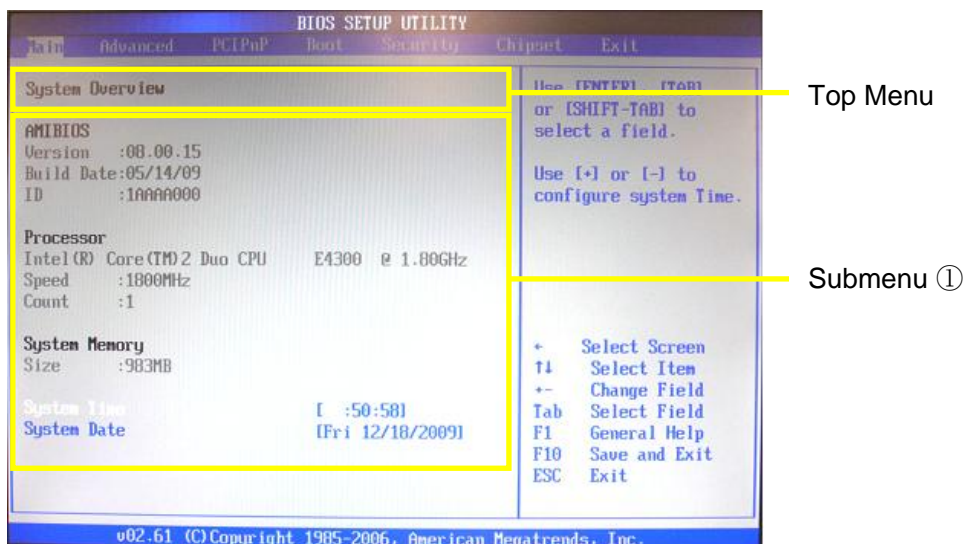 BIOS SETUP UTILITY
Main Advanced PCIPnP Boot Security Chipset Exit
System Overview
AMIBIOS
Version :08.00.15
Build Date:05/14/09
ID :1AAAA000
Processor
Intel(R) Core(TM)2 Duo CPU E4300 @ 1.80GHz
Speed :1800MHz
Count :1
System Memory
Size :983MB
System Time [ :50:58]
System Date [Fri 12/18/2009]
Use [ENTER], [TAB]
or [SHIFT-TAB] to
select a field.
Use [+] or [-] to
configure system Time.
← Select Screen
↑↓ Select Item
+- Change Field
Tab Select Field
F1 General Help
F10 Save and Exit
ESC Exit
v02.61 (C)Copyright 1985-2006, American Megatrends, Inc.
Top Menu
Submenu ①